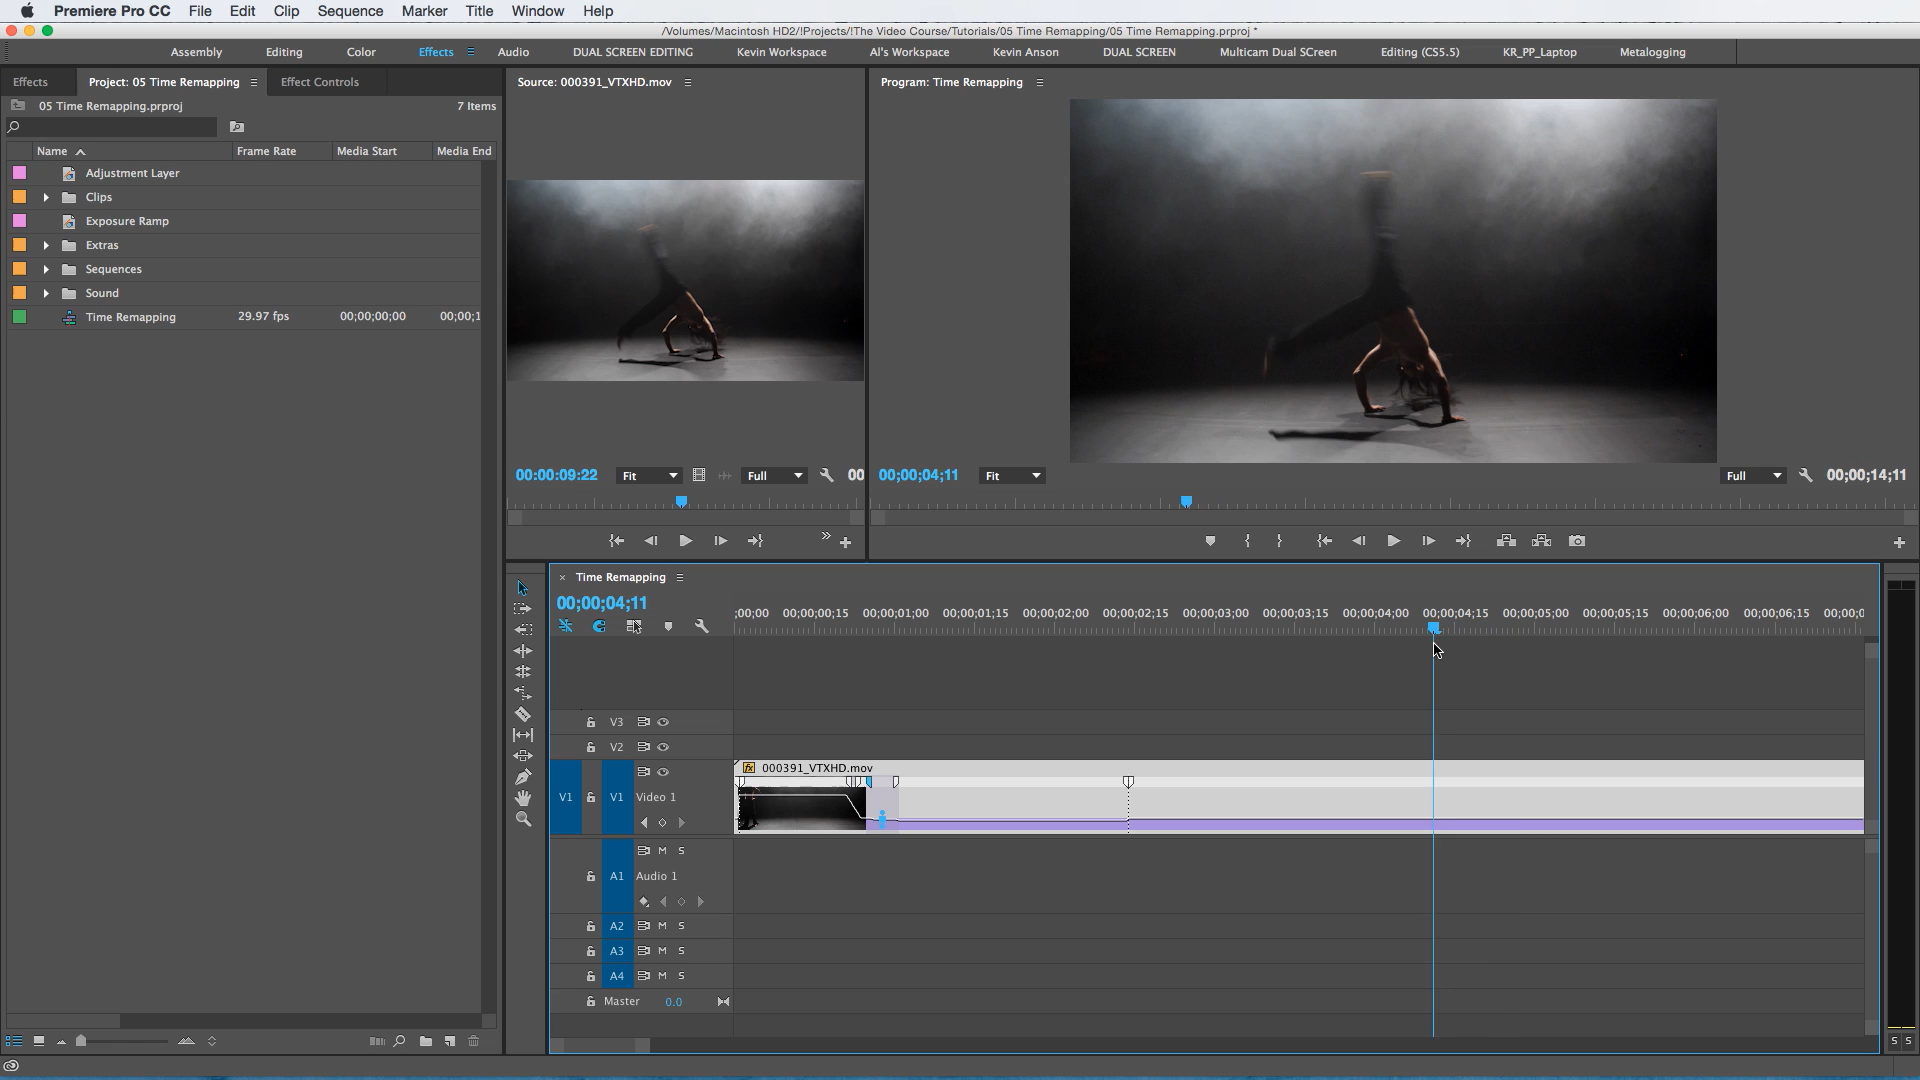 Premiere Pro CC File Edit Clip Sequence Marker Title Window Help
/Volumes/Macintosh HD2/!Projects/!The Video Course/Tutorials/05 Time Remapping/05 Time Remapping.prproj *
Assembly Editing Color Effects Audio DUAL SCREEN EDITING Kevin Workspace Al's Workspace Kevin Anson DUAL SCREEN Multicam Dual SCreen Editing (CS5.5) KR_PP_Laptop Metalogging
Effects Project: 05 Time Remapping Effect Controls
05 Time Remapping.prproj 7 Items
Name Frame Rate Media Start Media End
Adjustment Layer
Clips
Exposure Ramp
Extras
Sequences
Sound
Time Remapping 29.97 fps 00;00;00;00 00;00;1
Source: 000391_VTXHD.mov
00:00:09:22 Fit Full 00
Program: Time Remapping
00;00;04;11 Fit Full 00;00;14;11
× Time Remapping
00;00;04;11
;00;00 00;00;00;15 00;00;01;00 00;00;01;15 00;00;02;00 00;00;02;15 00;00;03;00 00;00;03;15 00;00;04;00 00;00;04;15 00;00;05;00 00;00;05;15 00;00;06;00 00;00;06;15 00;00;0
V3
V2
fx 000391_VTXHD.mov
V1 V1 Video 1
M S
A1 Audio 1
A2 M S
A3 M S
A4 M S
Master 0.0
S S